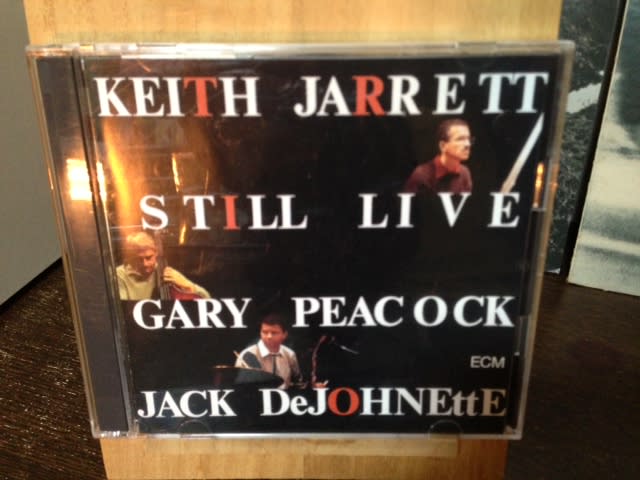 KEITH JARRETT
STILL LIVE
GARY PEACOCK
ECM
JACK DeJOHNEttE